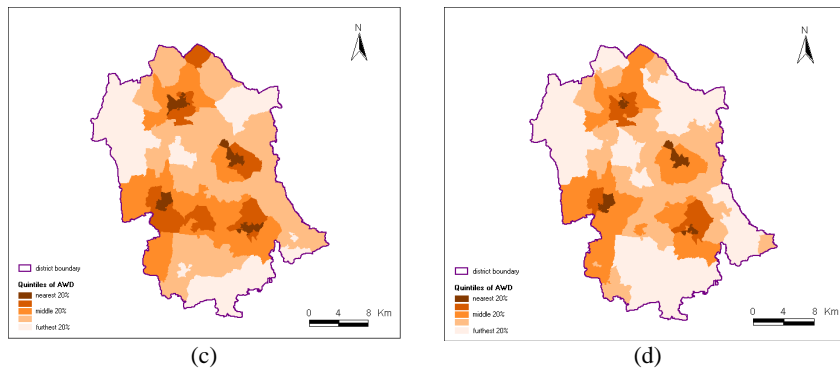 N
district boundary
Quintiles of AWD
nearest 20%
middle 20%
furthest 20%
0 4 8 Km
(c)
N
district boundary
Quintiles of AWD
nearest 20%
middle 20%
furthest 20%
0 4 8 Km
(d)